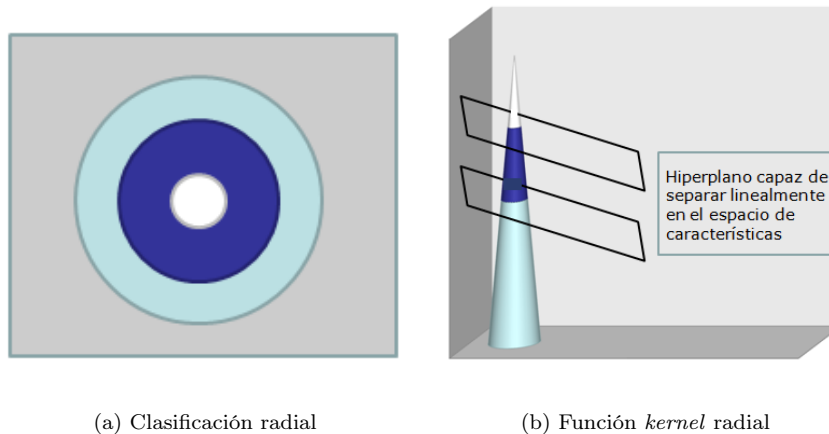 Hiperplano capaz de
separar linealmente
en el espacio de
características
(a) Clasificación radial
(b) Función kernel radial